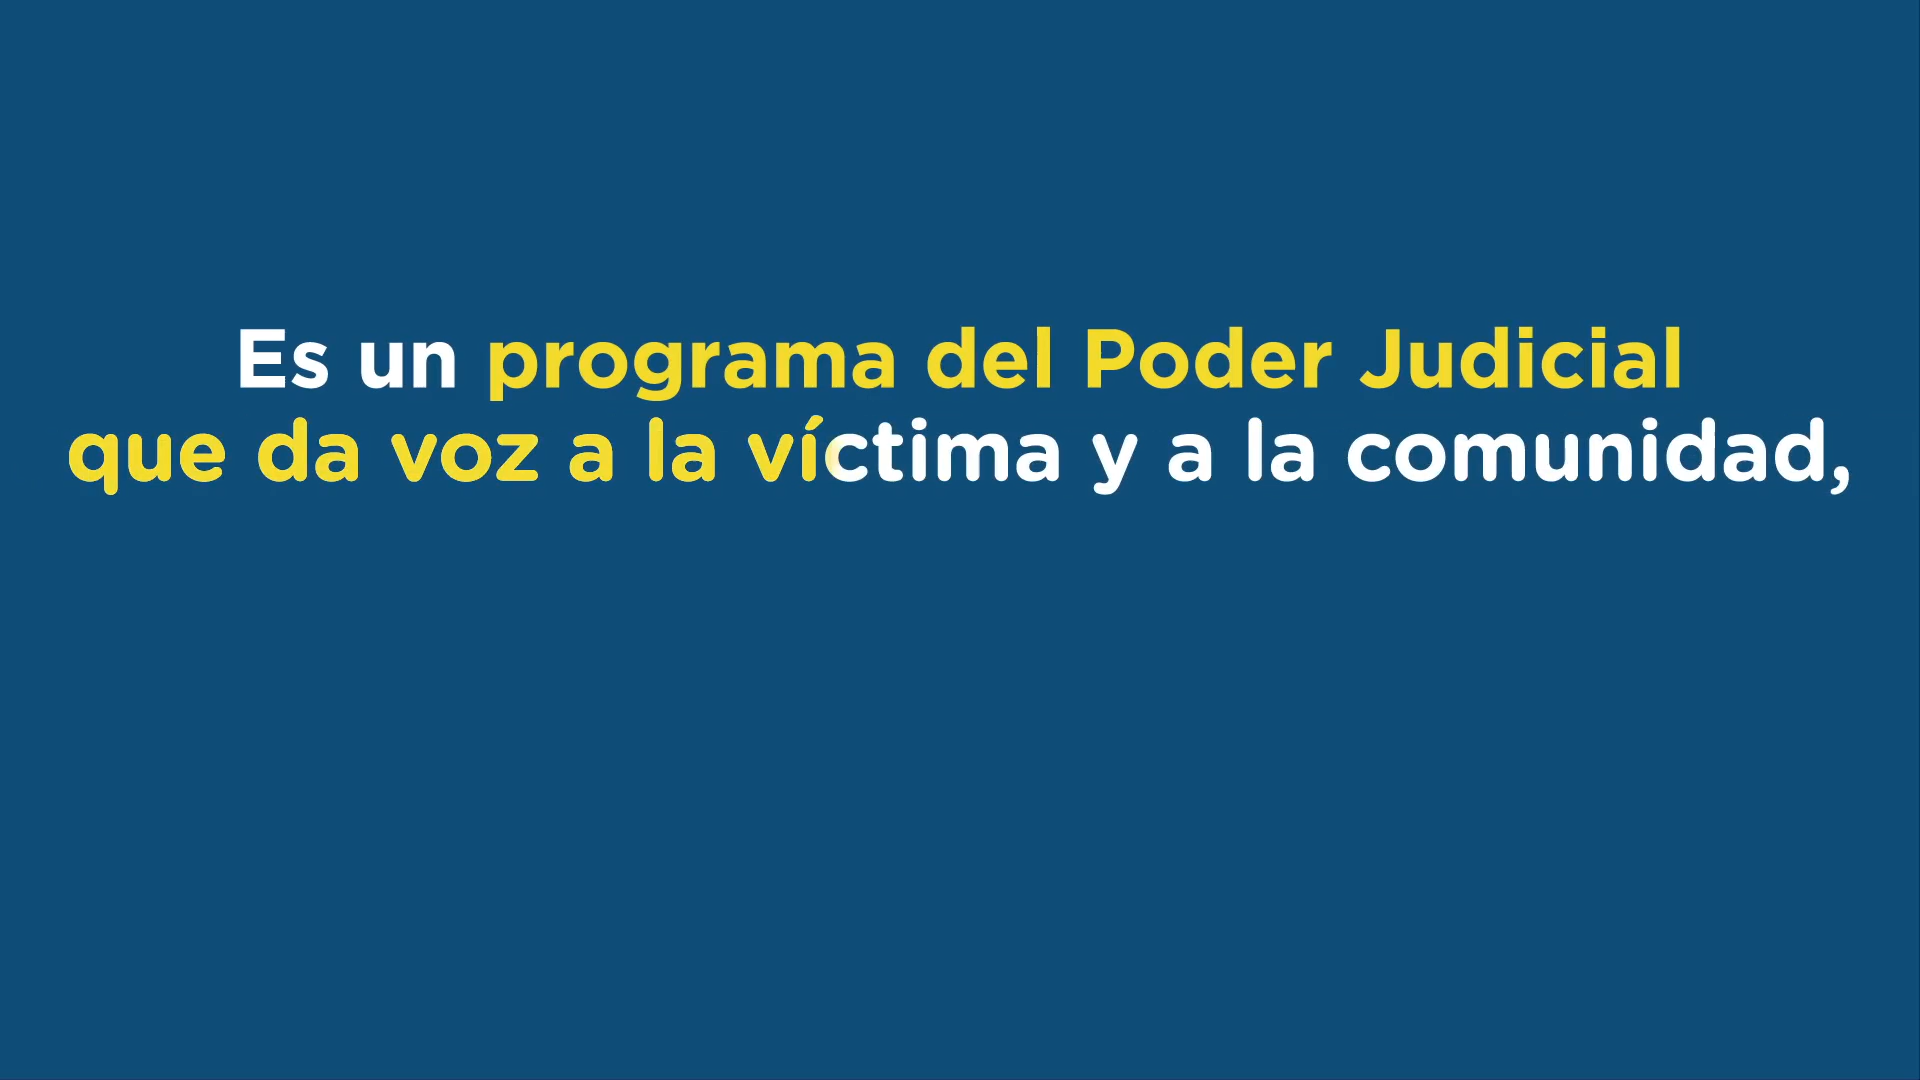 Es un programa del Poder Judicial
que da voz a la víctima y a la comunidad,